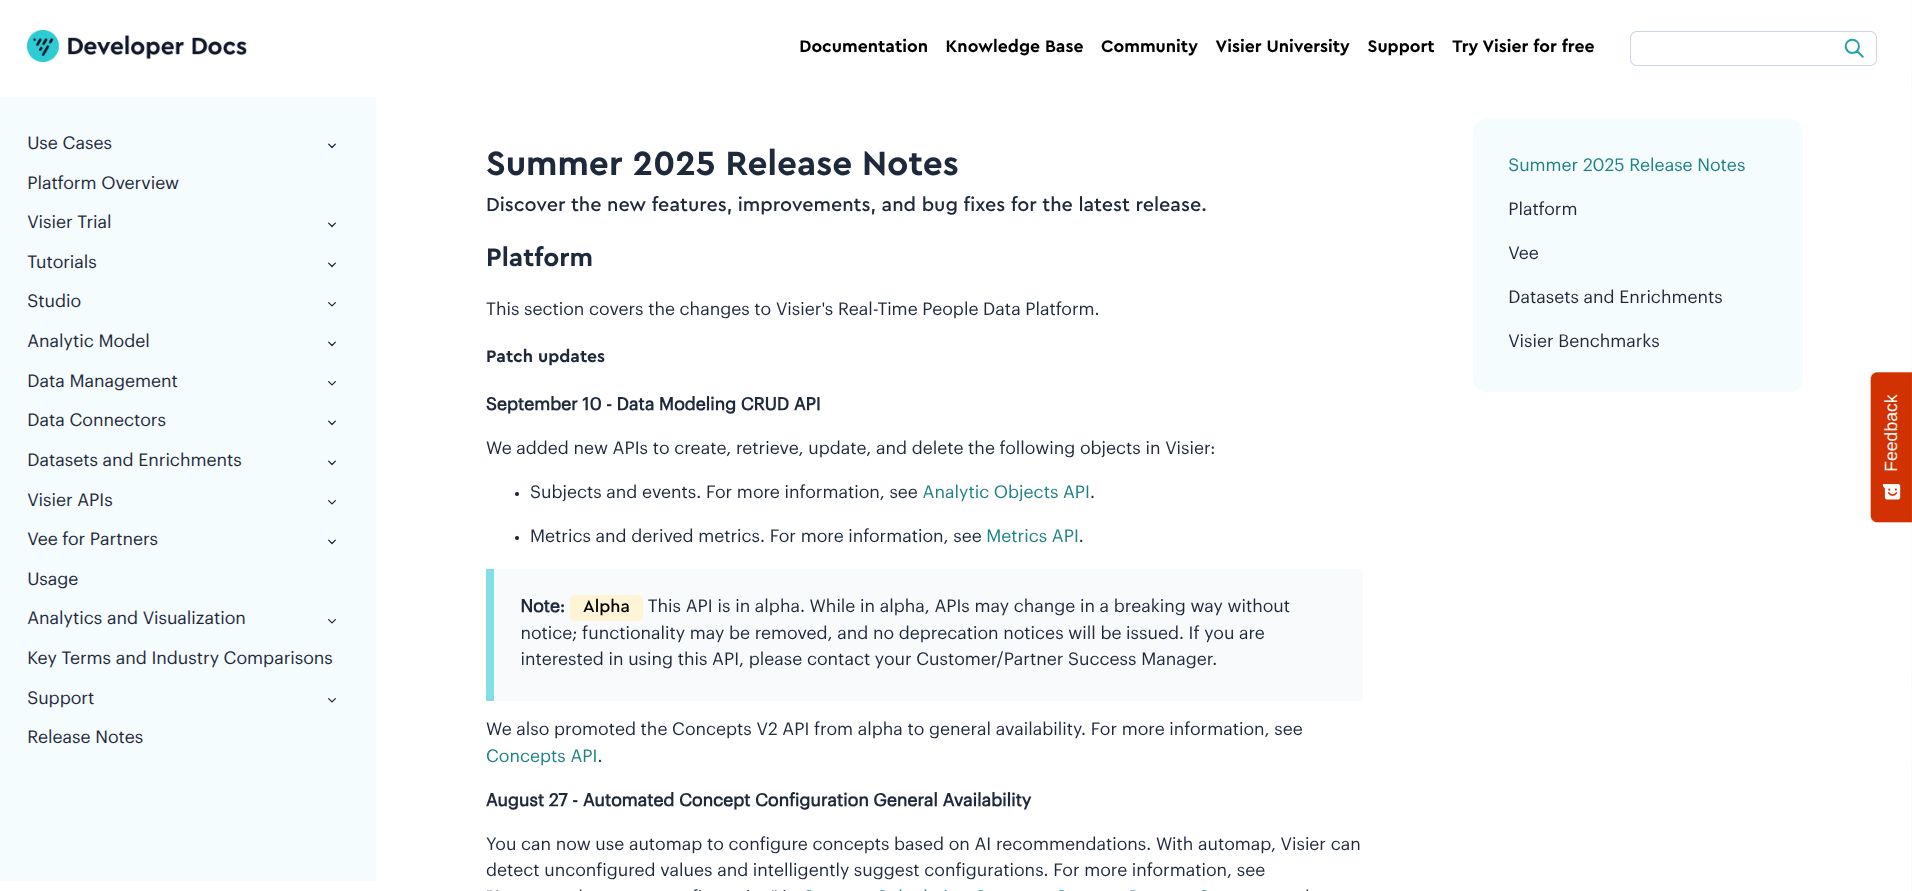 Developer Docs
Documentation Knowledge Base Community Visier University Support Try Visier for free
Use Cases
Platform Overview
Visier Trial
Tutorials
Studio
Analytic Model
Data Management
Data Connectors
Datasets and Enrichments
Visier APIs
Vee for Partners
Usage
Analytics and Visualization
Key Terms and Industry Comparisons
Support
Release Notes
Summer 2025 Release Notes
Discover the new features, improvements, and bug fixes for the latest release.
Platform
This section covers the changes to Visier's Real-Time People Data Platform.
Patch updates
September 10 - Data Modeling CRUD API
We added new APIs to create, retrieve, update, and delete the following objects in Visier:
• Subjects and events. For more information, see Analytic Objects API.
• Metrics and derived metrics. For more information, see Metrics API.
Note: Alpha This API is in alpha. While in alpha, APIs may change in a breaking way without
notice; functionality may be removed, and no deprecation notices will be issued. If you are
interested in using this API, please contact your Customer/Partner Success Manager.
We also promoted the Concepts V2 API from alpha to general availability. For more information, see
Concepts API.
August 27 - Automated Concept Configuration General Availability
You can now use automap to configure concepts based on AI recommendations. With automap, Visier can
detect unconfigured values and intelligently suggest configurations. For more information, see
Summer 2025 Release Notes
Platform
Vee
Datasets and Enrichments
Visier Benchmarks
Feedback